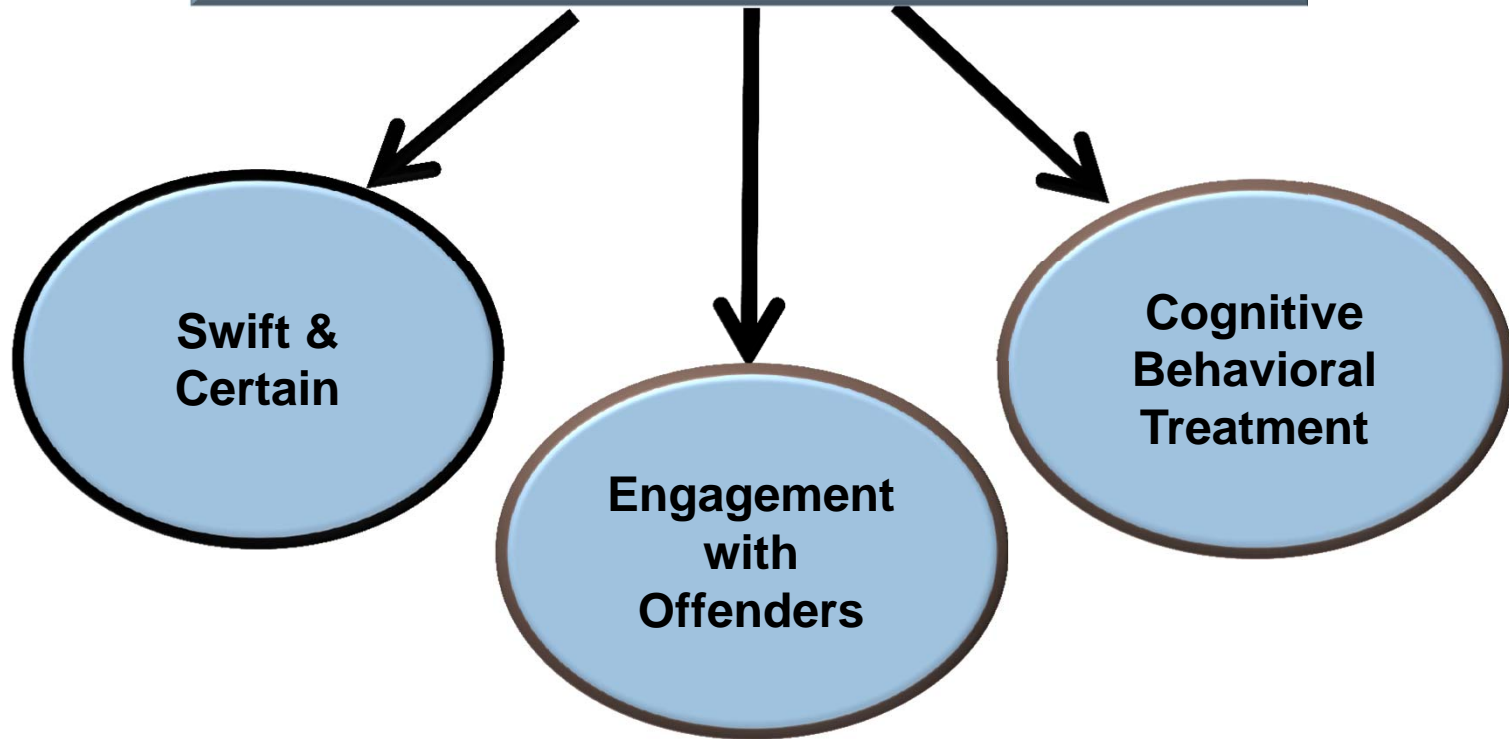 Swift &
Certain
Engagement
with
Offenders
Cognitive
Behavioral
Treatment